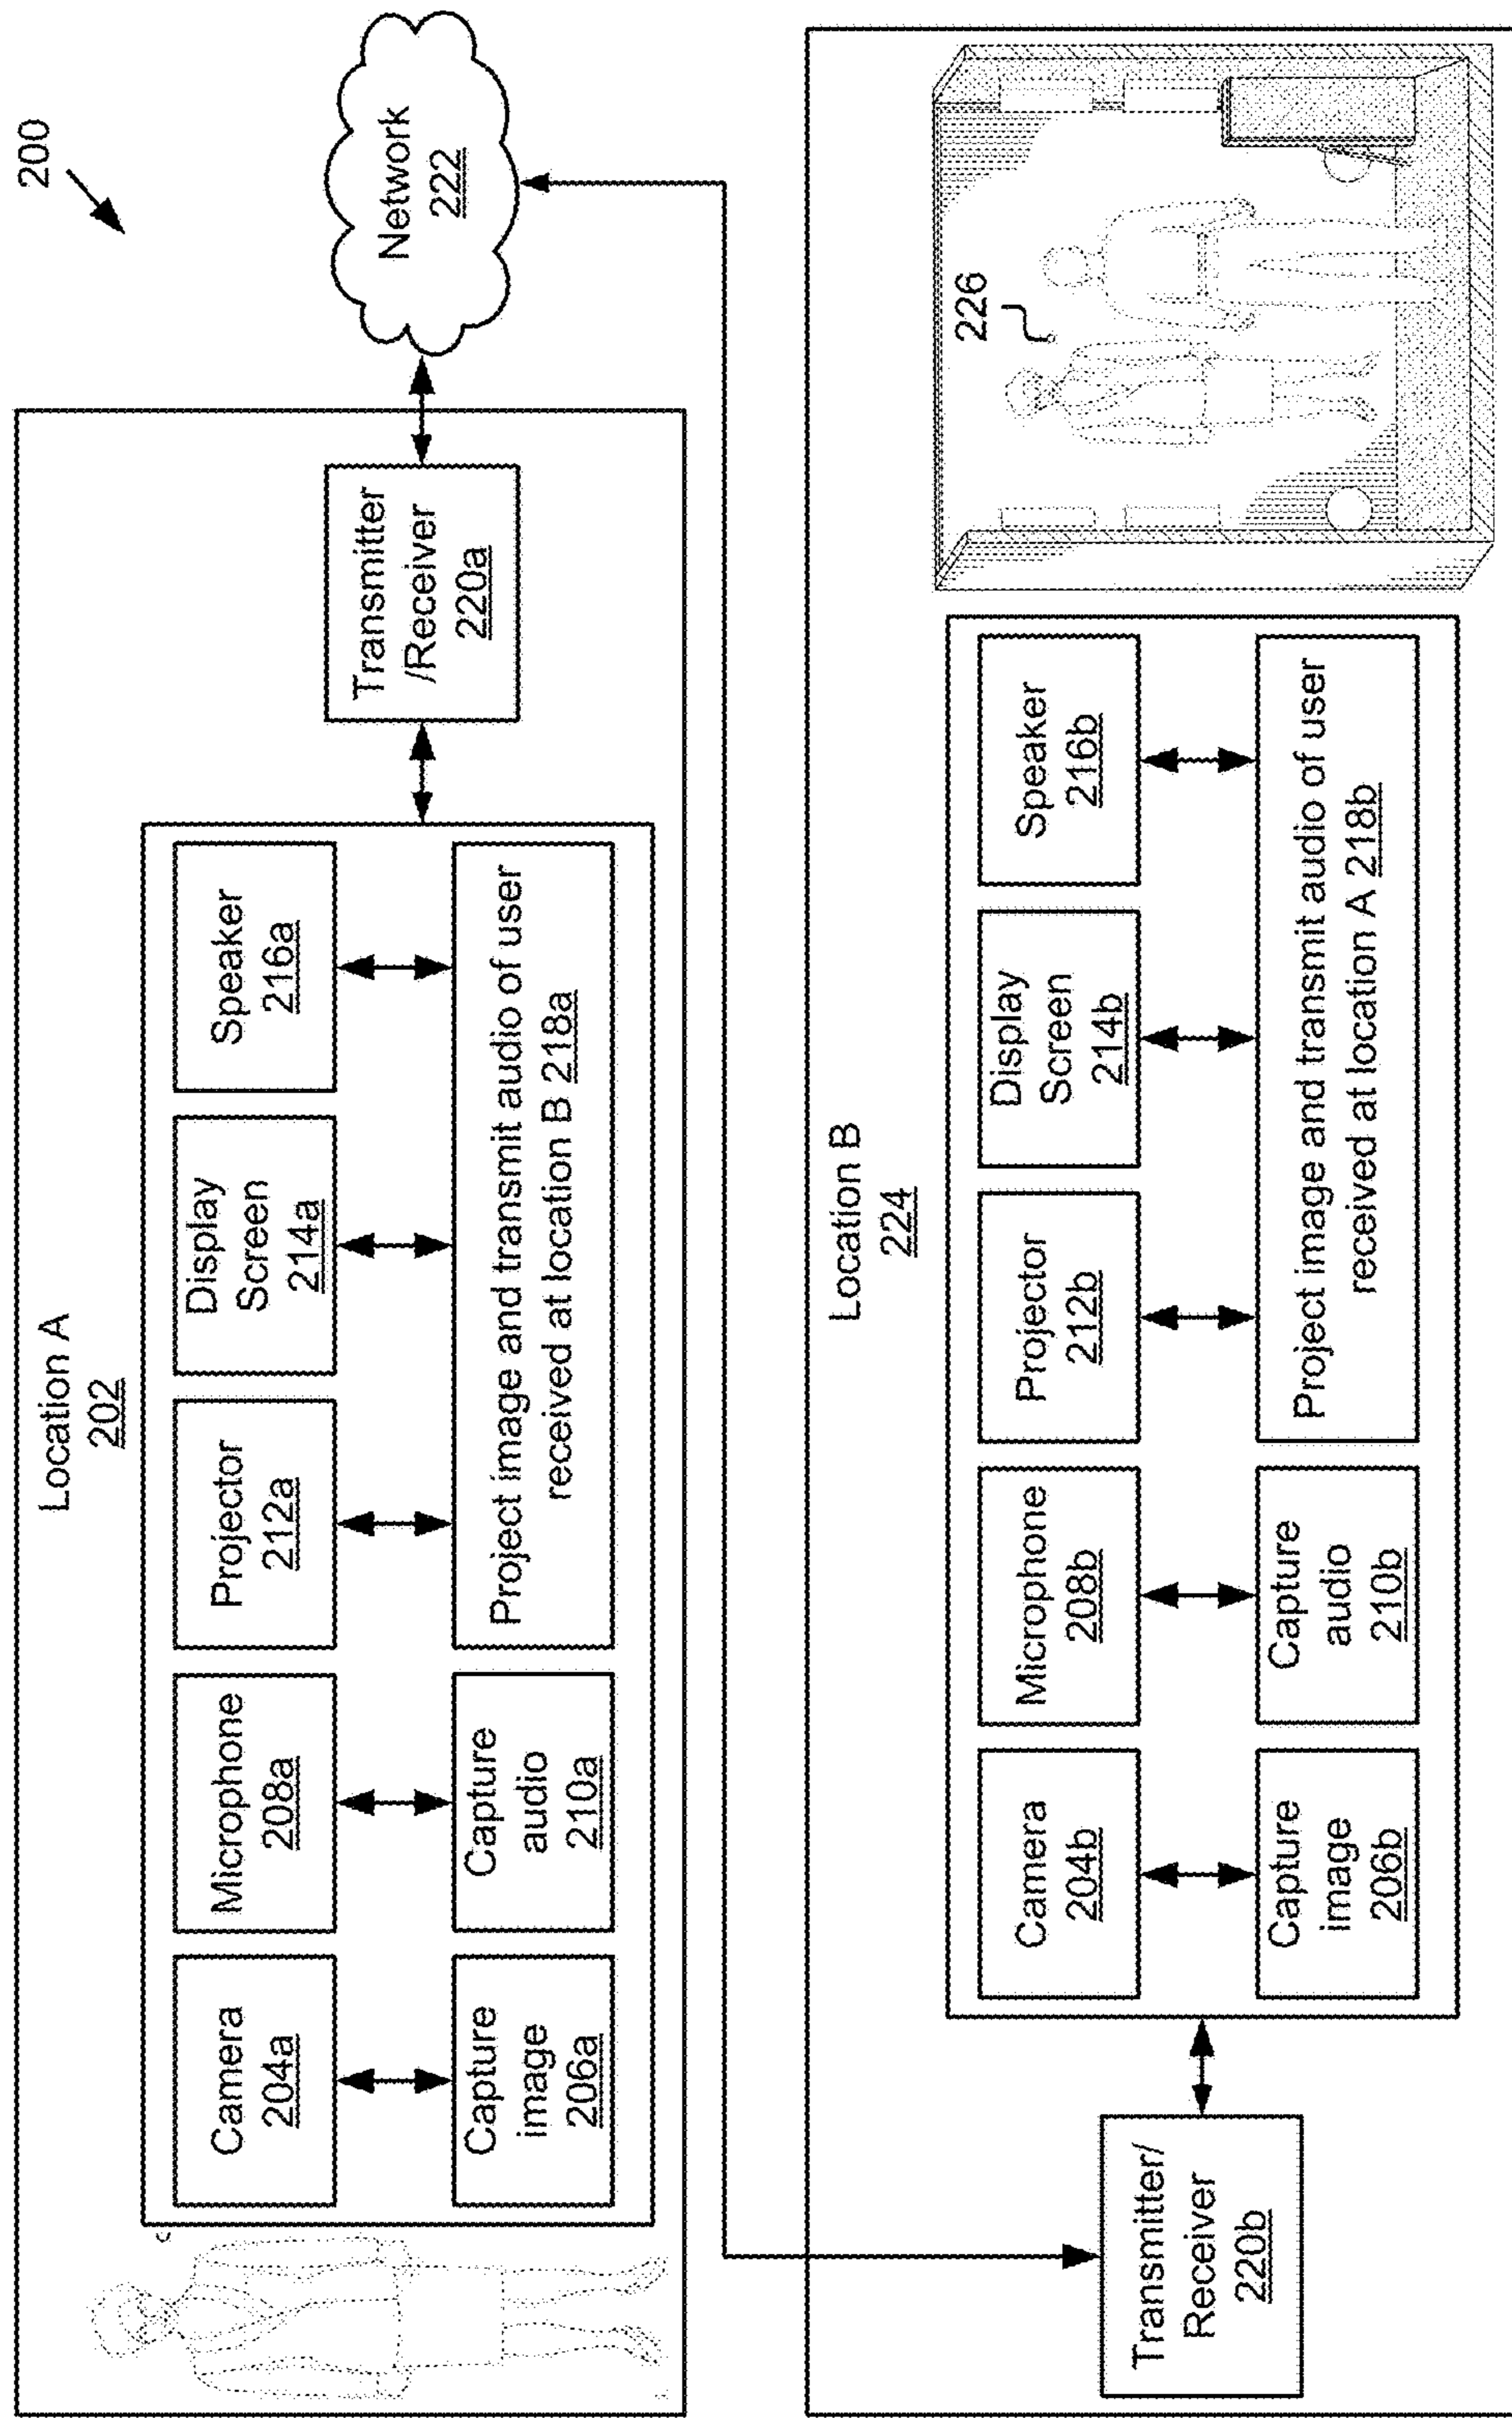 200
Location A
202
Camera
204a
Microphone
208a
Projector
212a
Display
Screen
214a
Speaker
216a
Capture
image
206a
Capture
audio
210a
Project image and transmit audio of user
received at location B 218a
Transmitter
/Receiver
220a
Network
222
Location B
224
Transmitter/
Receiver
220b
Camera
204b
Microphone
208b
Projector
212b
Display
Screen
214b
Speaker
216b
Capture
image
206b
Capture
audio
210b
Project image and transmit audio of user
received at location A 218b
226